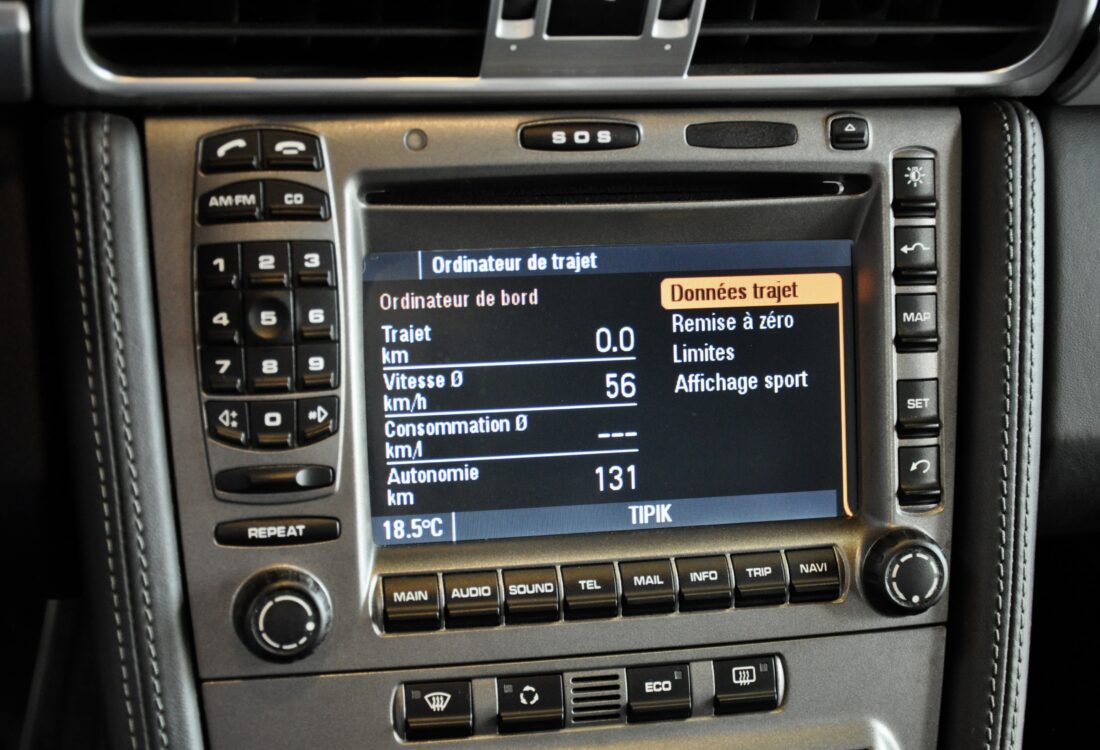 SOS
AM·FM CD
1 2 3
4 5 6
7 8 9
0 #
REPEAT
Ordinateur de trajet
Ordinateur de bord
Trajet
km 0.0
Vitesse Ø
km/h 56
Consommation Ø
km/l ---
Autonomie
km 131
Données trajet
Remise à zéro
Limites
Affichage sport
18.5°C TIPIK
MAP
SET
MAIN AUDIO SOUND TEL MAIL INFO TRIP NAVI
ECO